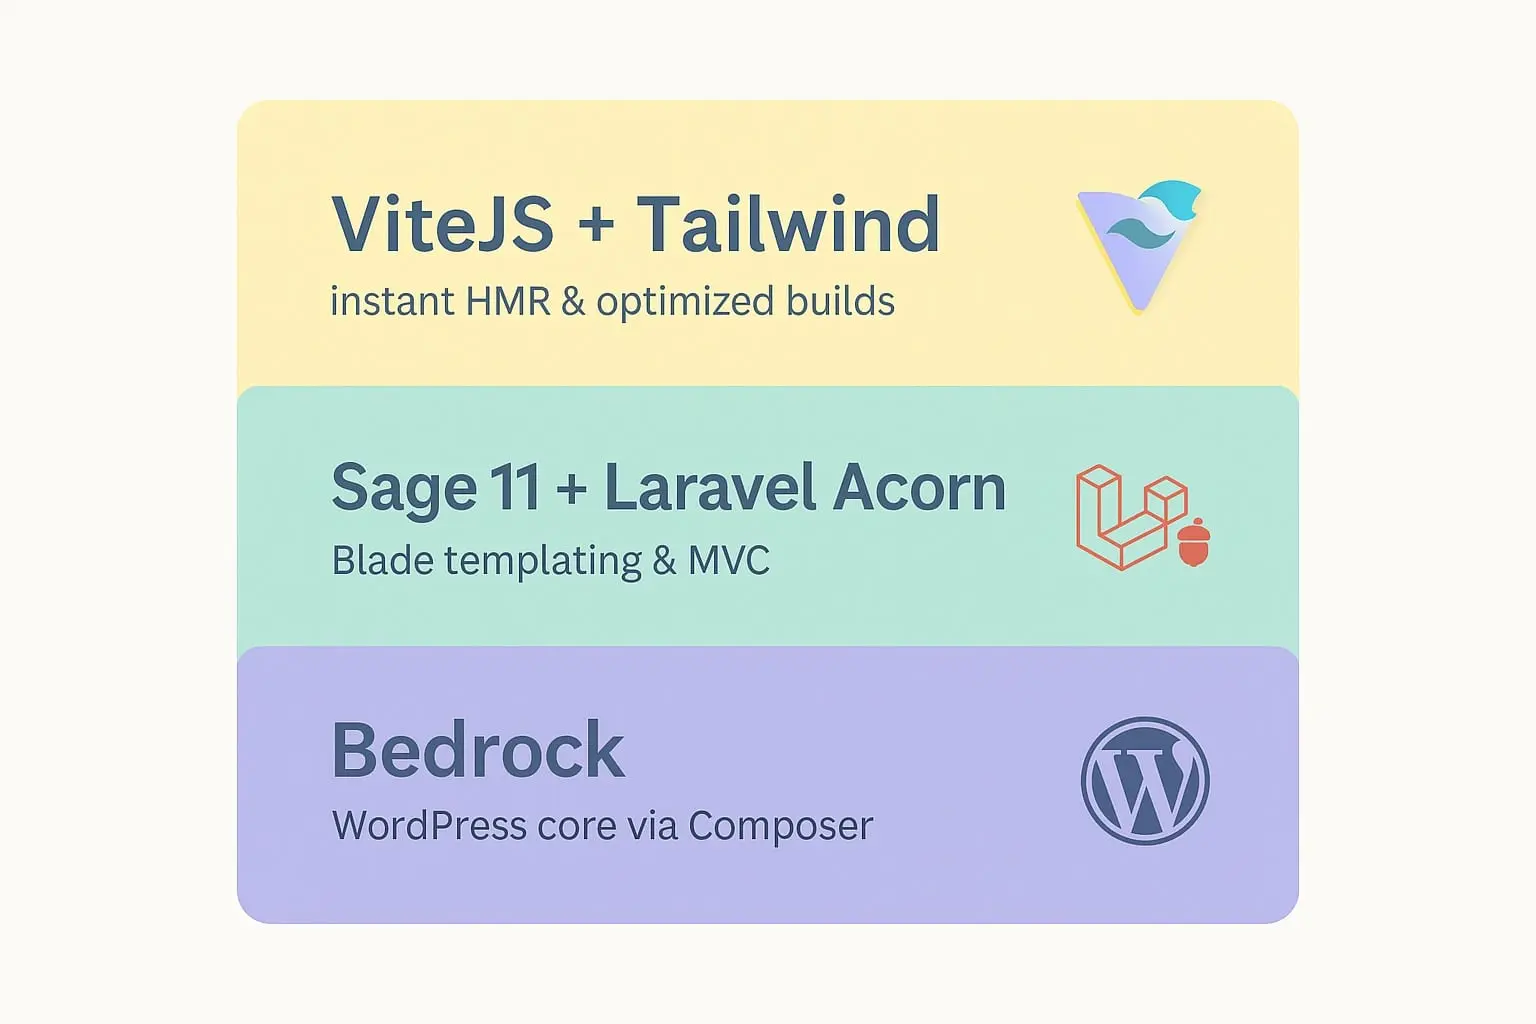 ViteJS + Tailwind
instant HMR & optimized builds
Sage 11 + Laravel Acorn
Blade templating & MVC
Bedrock
WordPress core via Composer